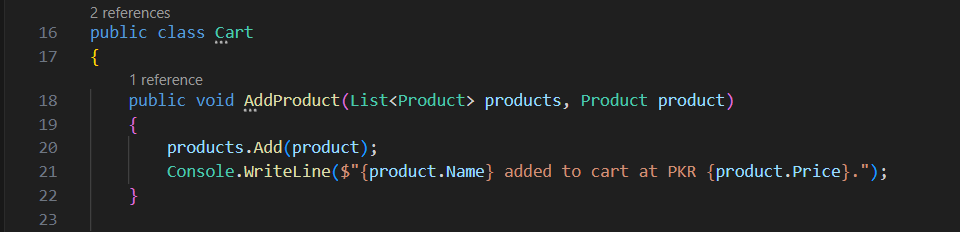 2 references
16 public class Cart
17 {
1 reference
18 public void AddProduct(List<Product> products, Product product)
19 {
20 products.Add(product);
21 Console.WriteLine($"{product.Name} added to cart at PKR {product.Price}.");
22 }
23